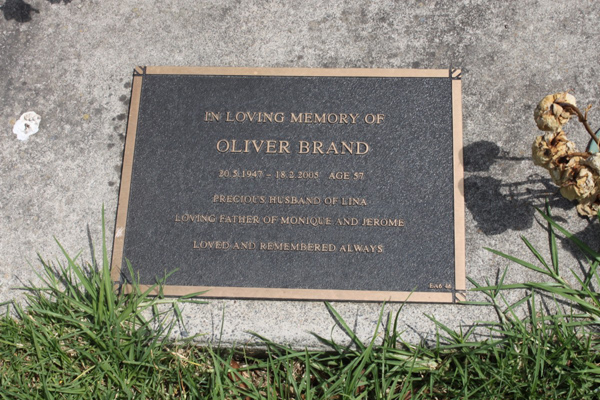 IN LOVING MEMORY OF
OLIVER BRAND
20.5.1947 - 18.2.2005 AGE 57
PRECIOUS HUSBAND OF LINA
LOVING FATHER OF MONIQUE AND JEROME
LOVED AND REMEMBERED ALWAYS